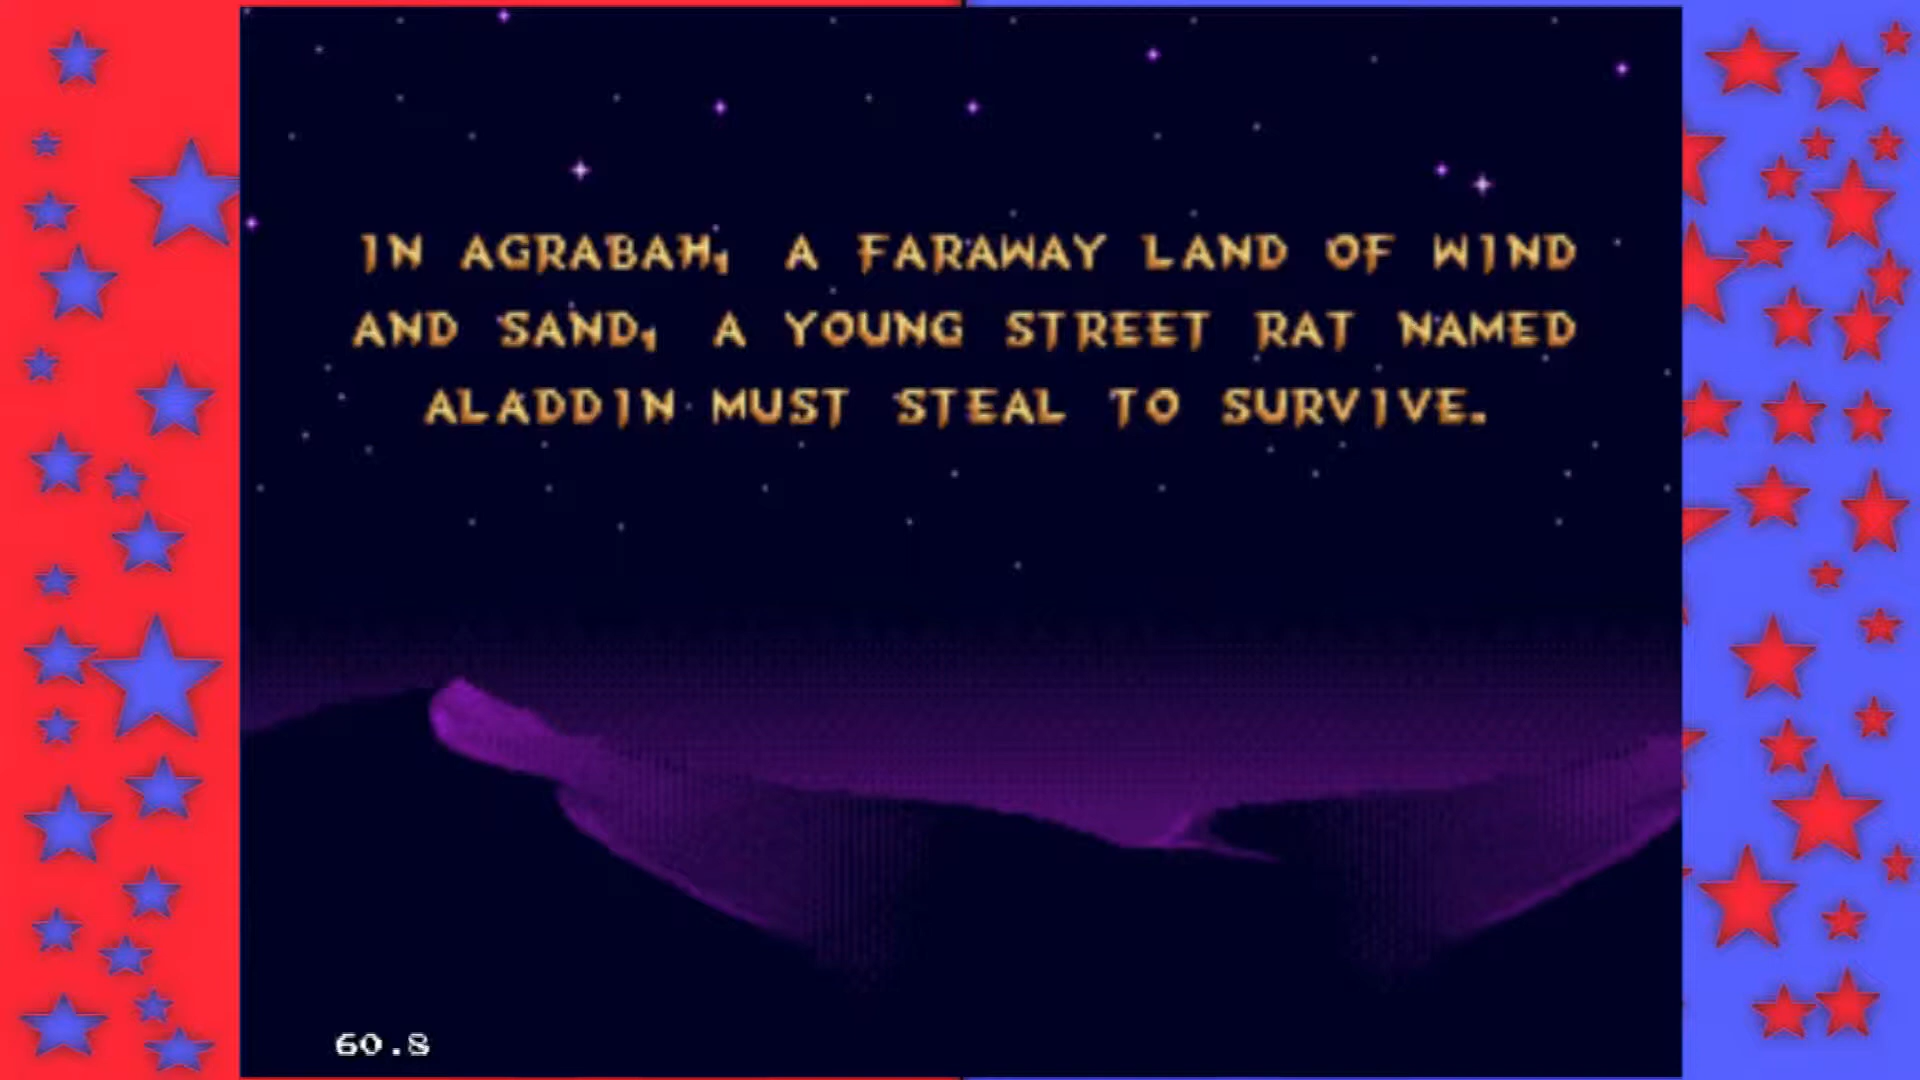 IN AGRABAH, A FARAWAY LAND OF WIND
AND SAND, A YOUNG STREET RAT NAMED
ALADDIN MUST STEAL TO SURVIVE.
60.8